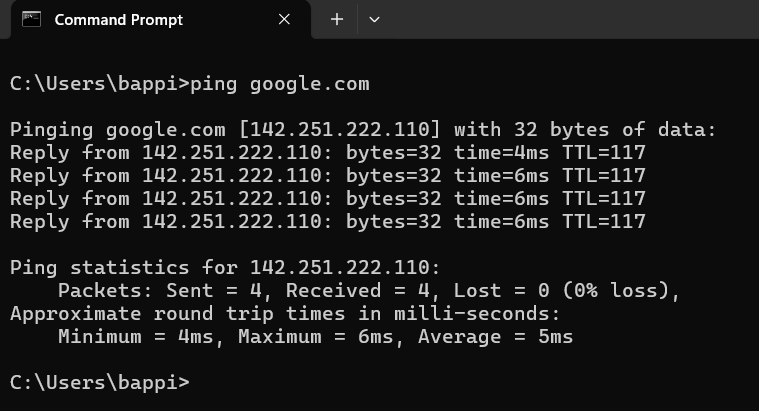 Command Prompt
C:\Users\bappi>ping google.com
Pinging google.com [142.251.222.110] with 32 bytes of data:
Reply from 142.251.222.110: bytes=32 time=4ms TTL=117
Reply from 142.251.222.110: bytes=32 time=6ms TTL=117
Reply from 142.251.222.110: bytes=32 time=6ms TTL=117
Reply from 142.251.222.110: bytes=32 time=6ms TTL=117
Ping statistics for 142.251.222.110:
    Packets: Sent = 4, Received = 4, Lost = 0 (0% loss),
Approximate round trip times in milli-seconds:
    Minimum = 4ms, Maximum = 6ms, Average = 5ms
C:\Users\bappi>